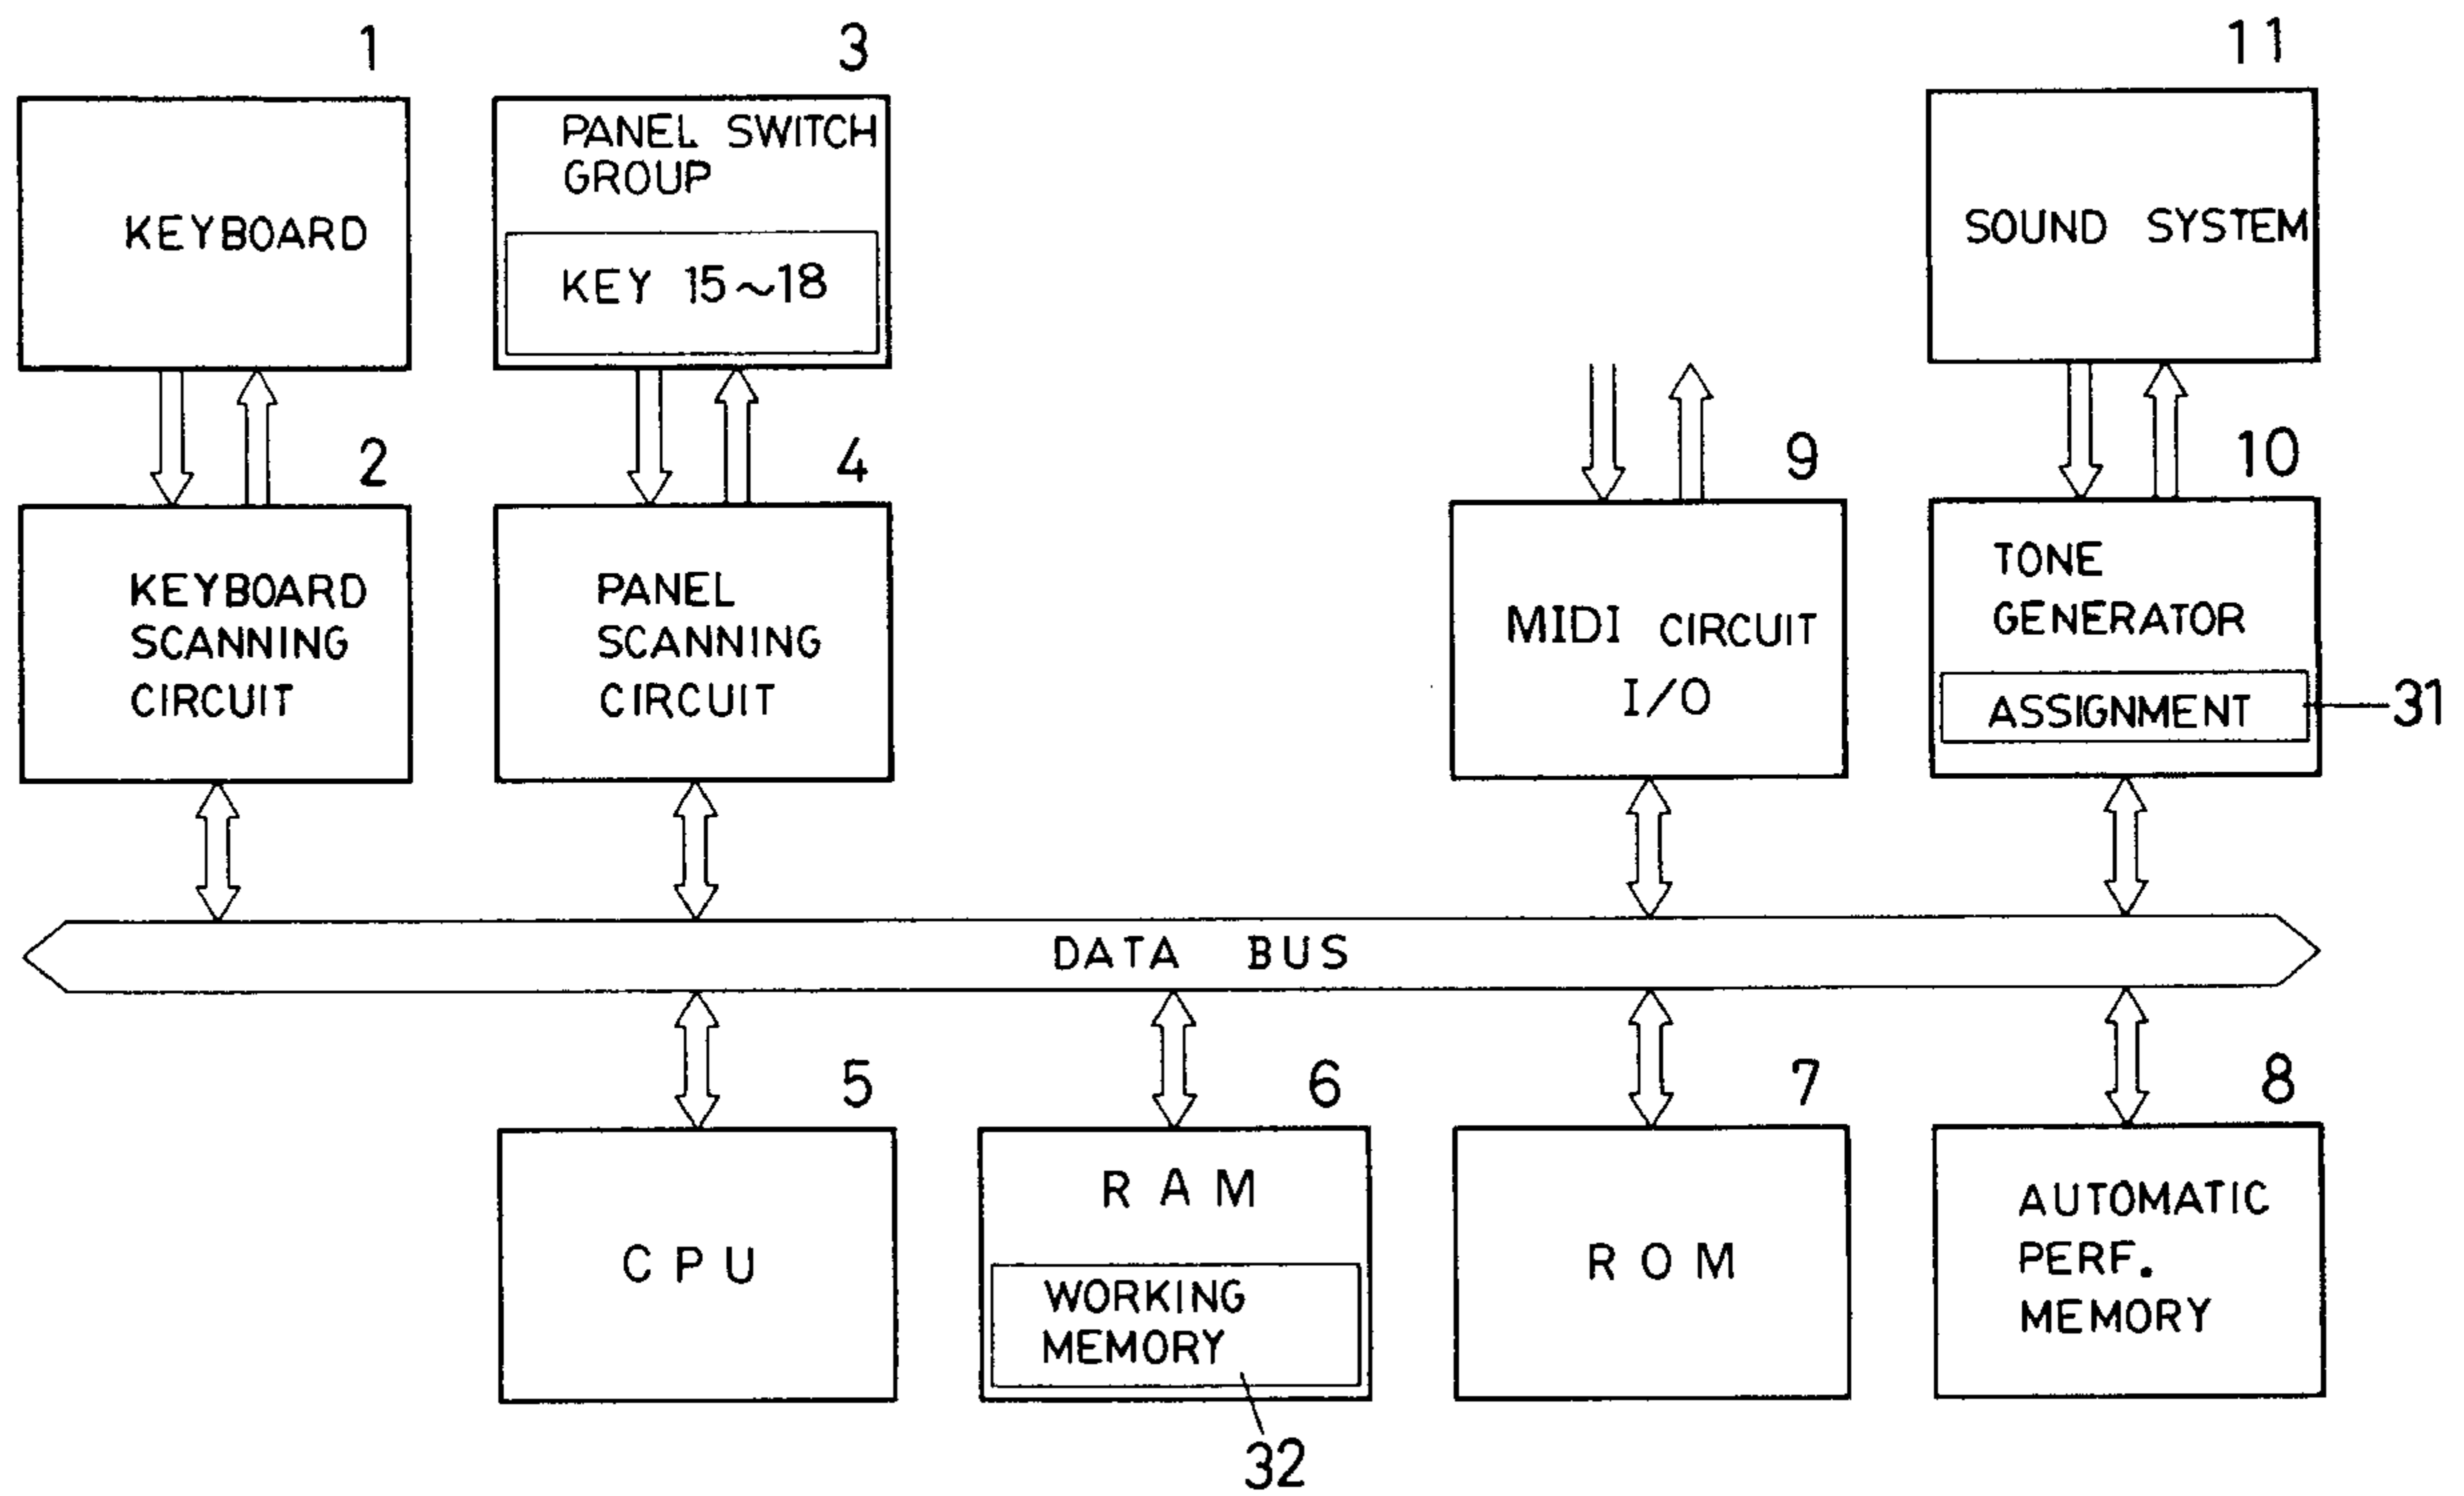 1
3
11
KEYBOARD
PANEL SWITCH
GROUP
KEY 15~18
SOUND SYSTEM
2
4
9
10
KEYBOARD
SCANNING
CIRCUIT
PANEL
SCANNING
CIRCUIT
MIDI CIRCUIT
I/O
TONE
GENERATOR
ASSIGNMENT
31
DATA BUS
5
6
7
8
CPU
RAM
WORKING
MEMORY
32
ROM
AUTOMATIC
PERF.
MEMORY